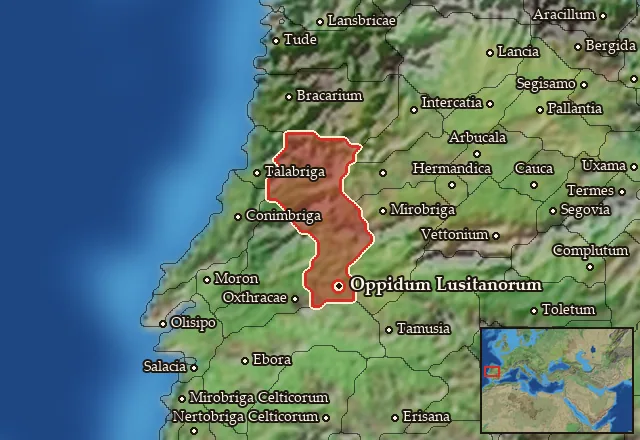 Lansbricae
Aracillum
Tude
Bergida
Lancia
Segisamo
Bracarium
Intercatia
Pallantia
Arbucala
Talabriga
Hermandica
Cauca
Uxama
Termes
Conimbriga
Mirobriga
Segovia
Vettonium
Complutum
Moron
Oppidum Lusitanorum
Oxthracae
Toletum
Olisipo
Tamusia
Salacia
Ebora
Mirobriga Celticorum
Nertobriga Celticorum
Erisana